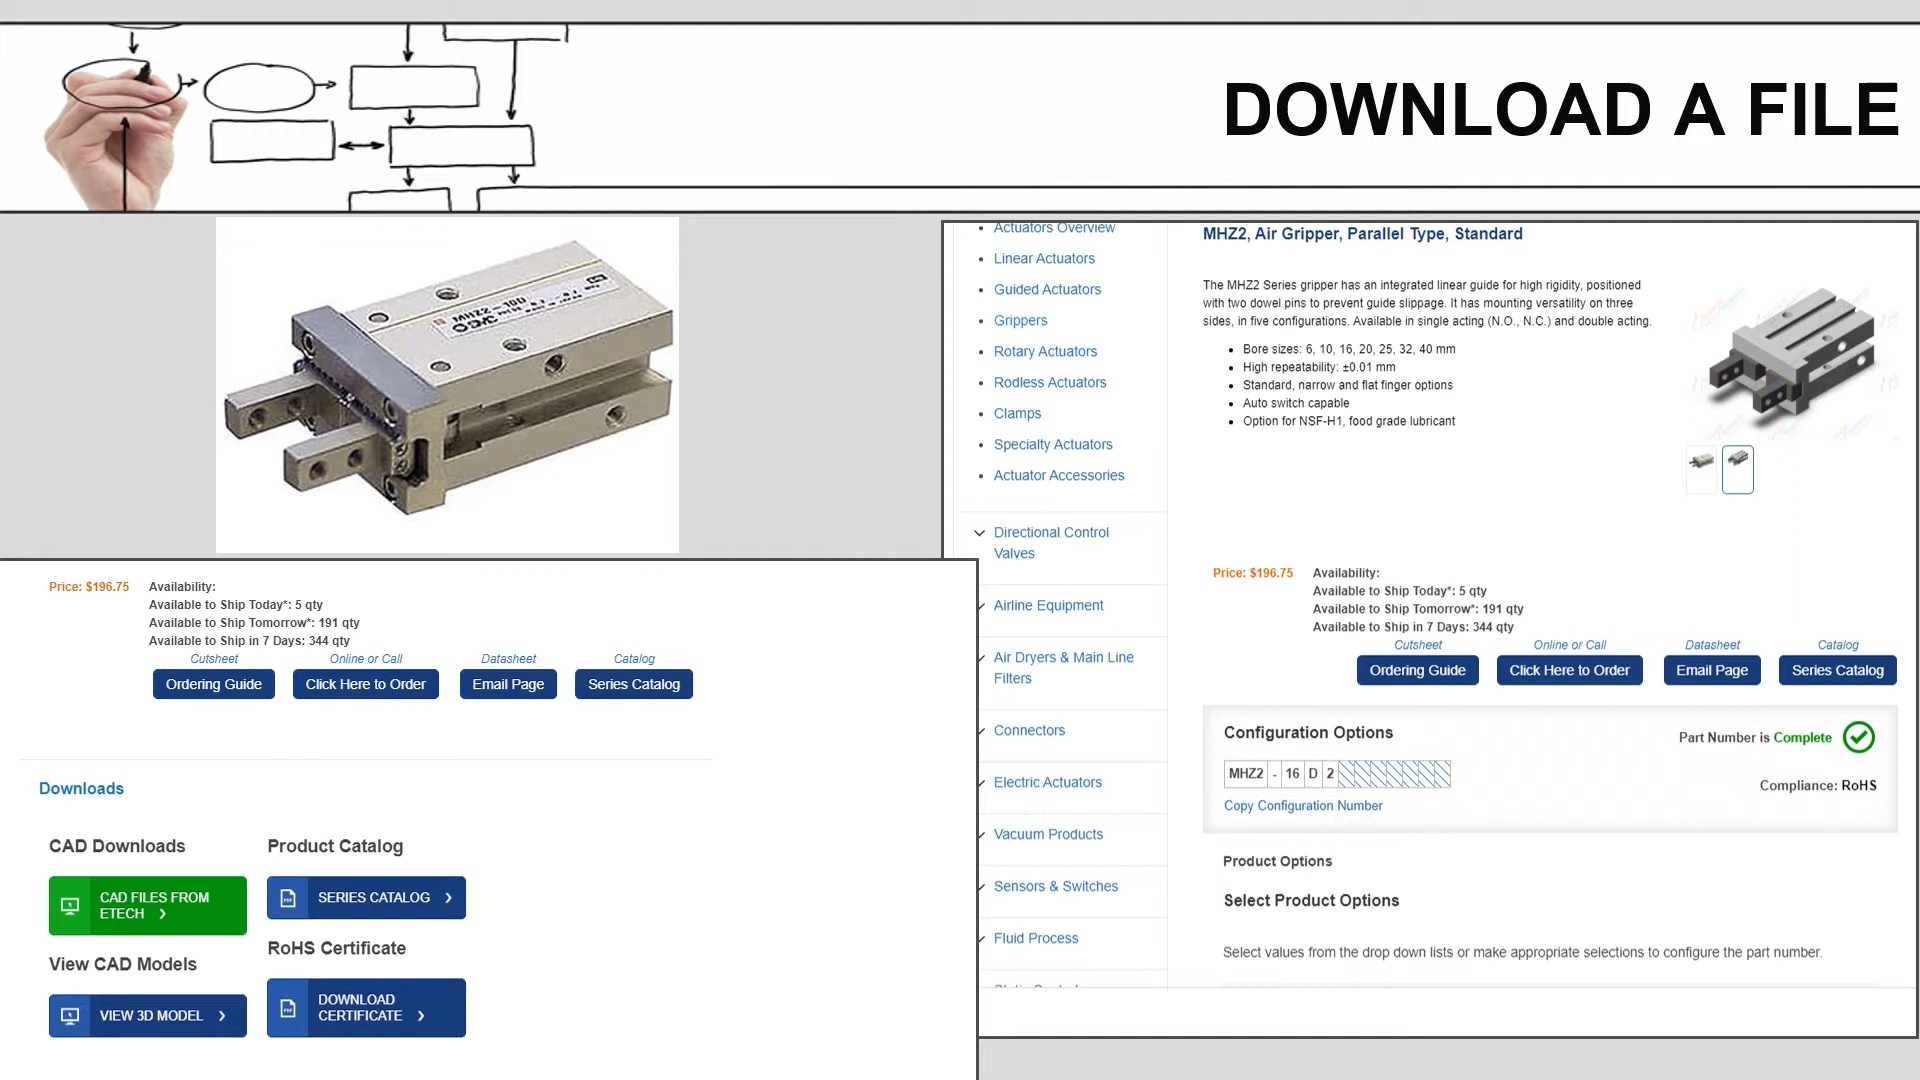 DOWNLOAD A FILE
MHZ2-16D
SMC
Price: $196.75
Availability:
Available to Ship Today*: 5 qty
Available to Ship Tomorrow*: 191 qty
Available to Ship in 7 Days: 344 qty
Cutsheet
Online or Call
Datasheet
Catalog
Ordering Guide
Click Here to Order
Email Page
Series Catalog
Downloads
CAD Downloads
CAD FILES FROM
ETECH
View CAD Models
VIEW 3D MODEL
Product Catalog
SERIES CATALOG
RoHS Certificate
DOWNLOAD
CERTIFICATE
Actuators Overview
Linear Actuators
Guided Actuators
Grippers
Rotary Actuators
Rodless Actuators
Clamps
Specialty Actuators
Actuator Accessories
Directional Control
Valves
Airline Equipment
Air Dryers & Main Line
Filters
Connectors
Electric Actuators
Vacuum Products
Sensors & Switches
Fluid Process
MHZ2, Air Gripper, Parallel Type, Standard
The MHZ2 Series gripper has an integrated linear guide for high rigidity, positioned
with two dowel pins to prevent guide slippage. It has mounting versatility on three
sides, in five configurations. Available in single acting (N.O., N.C.) and double acting.
Bore sizes: 6, 10, 16, 20, 25, 32, 40 mm
High repeatability: ±0.01 mm
Standard, narrow and flat finger options
Auto switch capable
Option for NSF-H1, food grade lubricant
Price: $196.75
Availability:
Available to Ship Today*: 5 qty
Available to Ship Tomorrow*: 191 qty
Available to Ship in 7 Days: 344 qty
Cutsheet
Online or Call
Datasheet
Catalog
Ordering Guide
Click Here to Order
Email Page
Series Catalog
Configuration Options
Part Number is Complete
MHZ2 - 16 D 2
Compliance: RoHS
Copy Configuration Number
Product Options
Select Product Options
Select values from the drop down lists or make appropriate selections to configure the part number.